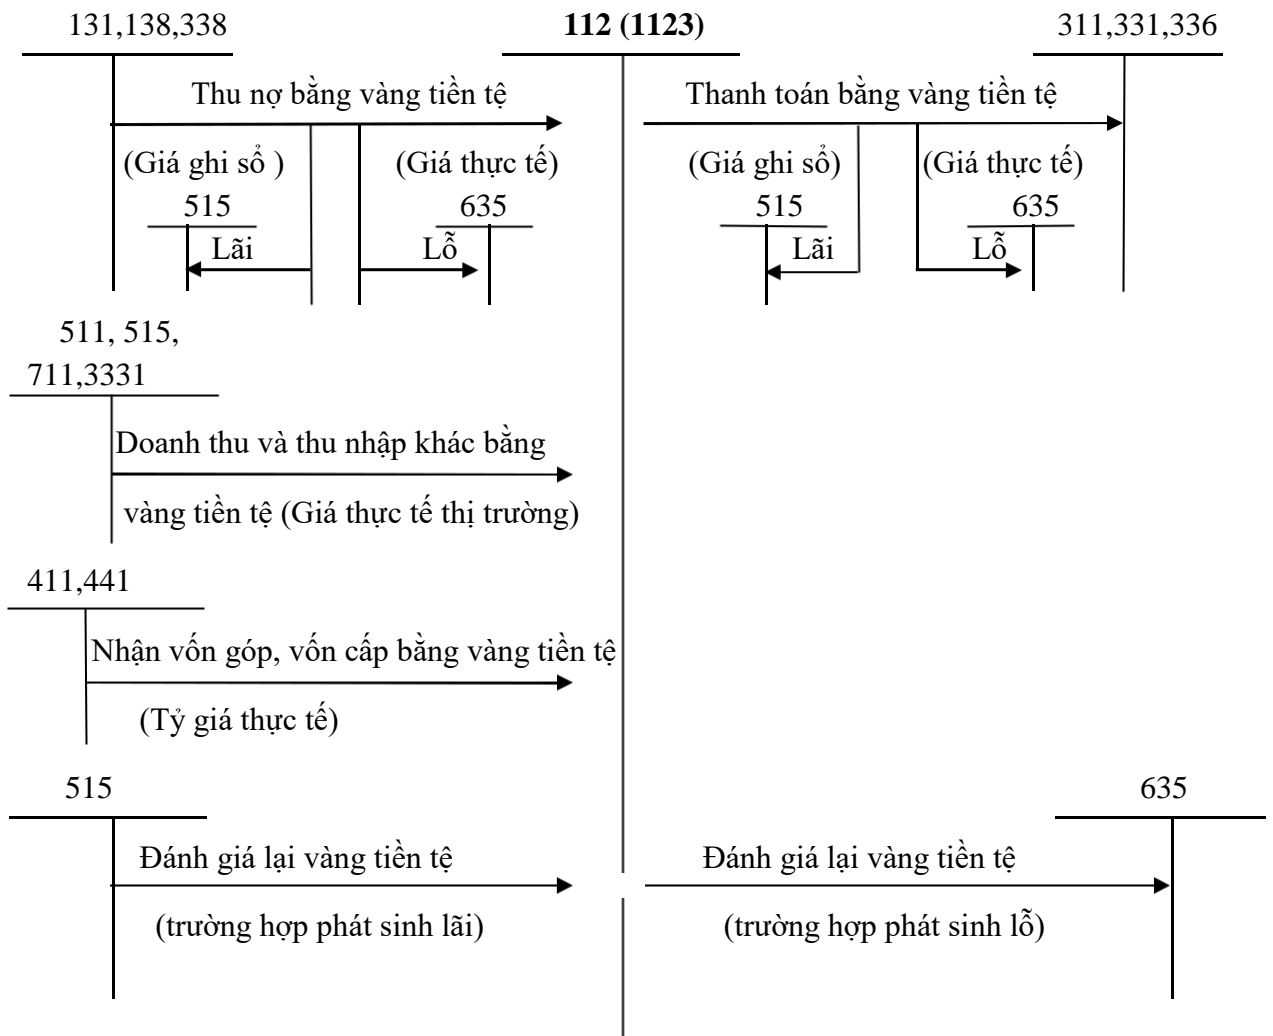 131,138,338
112 (1123)
311,331,336
Thu nợ bằng vàng tiền tệ
Thanh toán bằng vàng tiền tệ
(Giá ghi sổ )
(Giá thực tế)
(Giá ghi sổ)
(Giá thực tế)
515
635
515
635
Lãi
Lỗ
Lãi
Lỗ
511, 515,
711,3331
Doanh thu và thu nhập khác bằng
vàng tiền tệ (Giá thực tế thị trường)
411,441
Nhận vốn góp, vốn cấp bằng vàng tiền tệ
(Tỷ giá thực tế)
515
635
Đánh giá lại vàng tiền tệ
Đánh giá lại vàng tiền tệ
(trường hợp phát sinh lãi)
(trường hợp phát sinh lỗ)